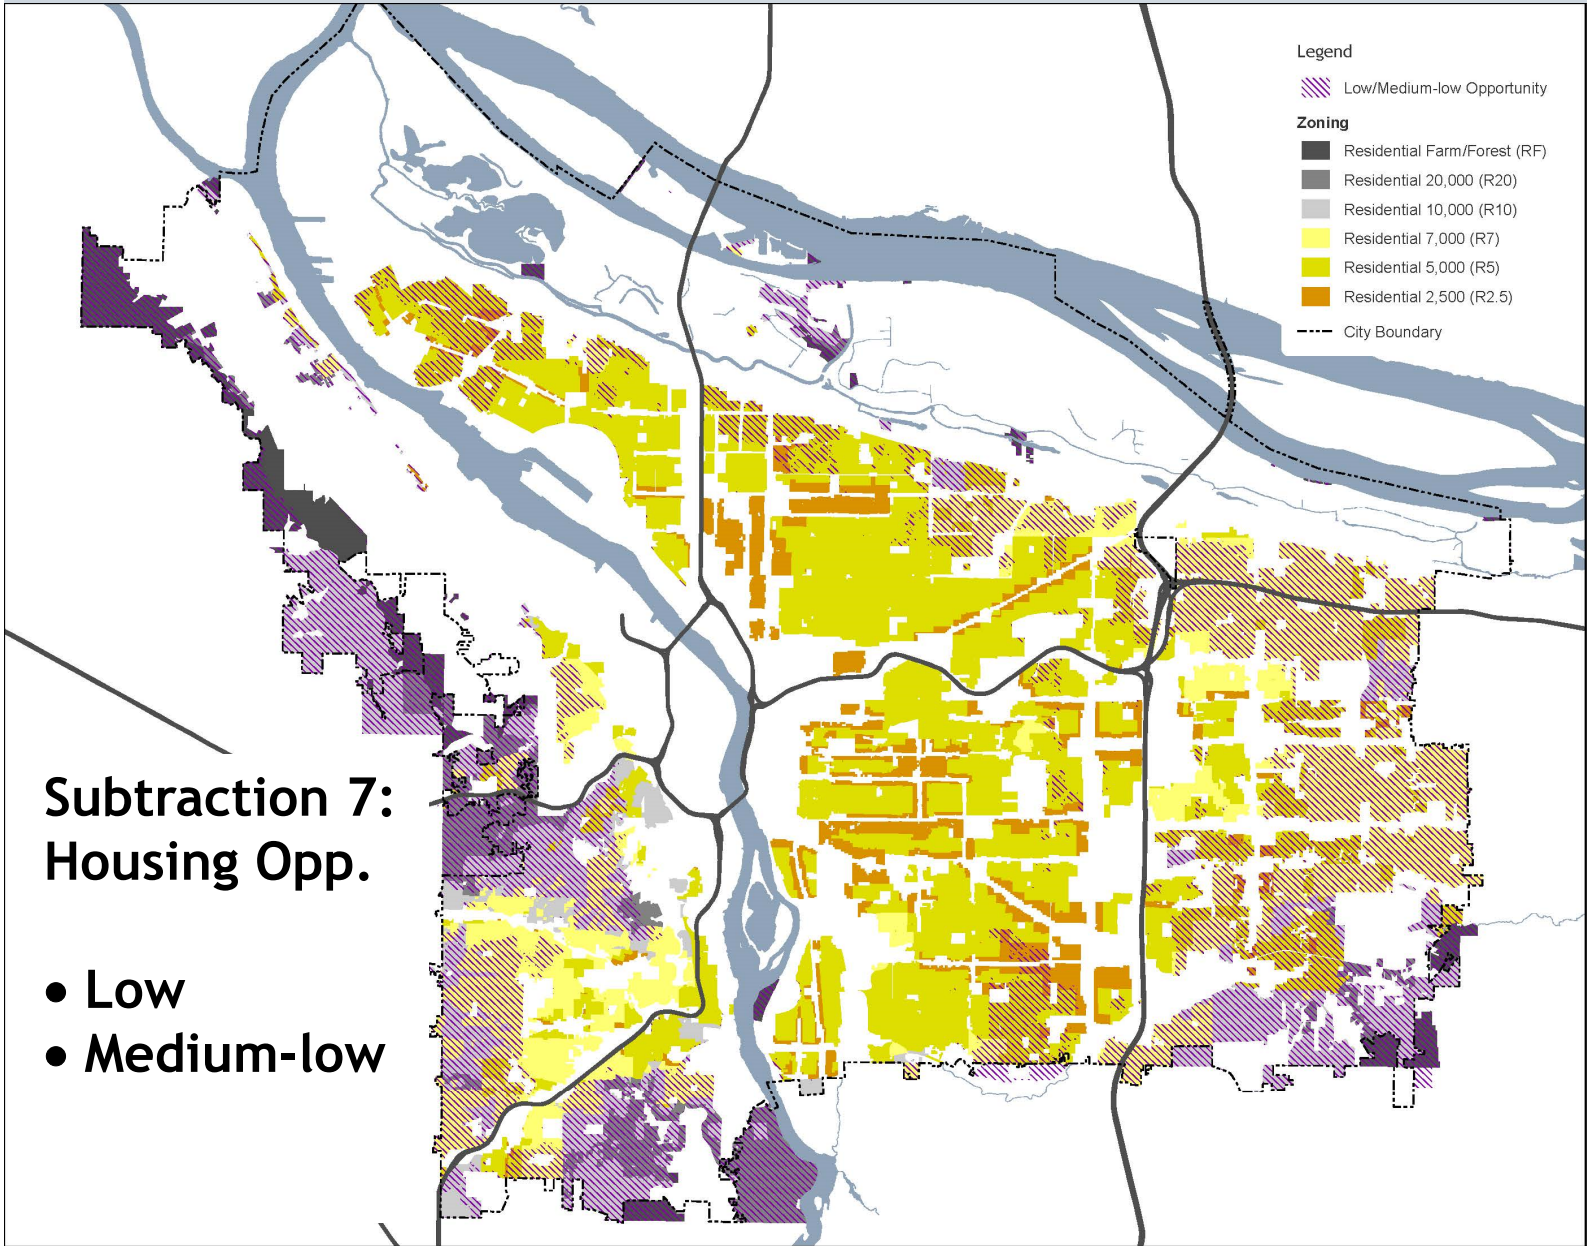 Legend
Low/Medium-low Opportunity
Zoning
Residential Farm/Forest (RF)
Residential 20,000 (R20)
Residential 10,000 (R10)
Residential 7,000 (R7)
Residential 5,000 (R5)
Residential 2,500 (R2.5)
City Boundary
Subtraction 7:
Housing Opp.
• Low
• Medium-low